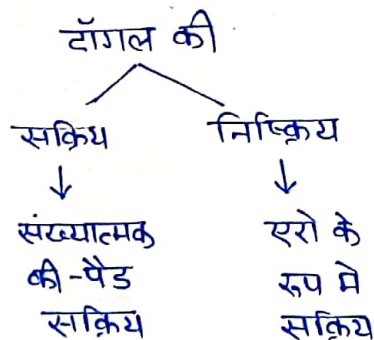 टॉगल की
सक्रिय निष्क्रिय
संख्यात्मक एरो के
की-पैड रूप मे
सक्रिय सक्रिय